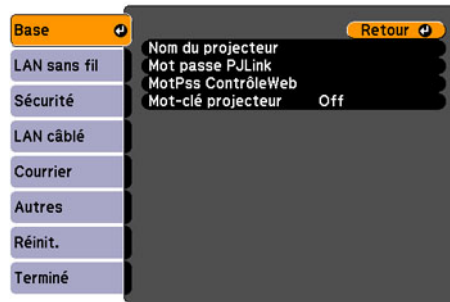 Base
LAN sans fil
Sécurité
LAN câblé
Courrier
Autres
Réinit.
Terminé
Retour
Nom du projecteur
Mot passe PJLink
MotPss ContrôleWeb
Mot-clé projecteur Off